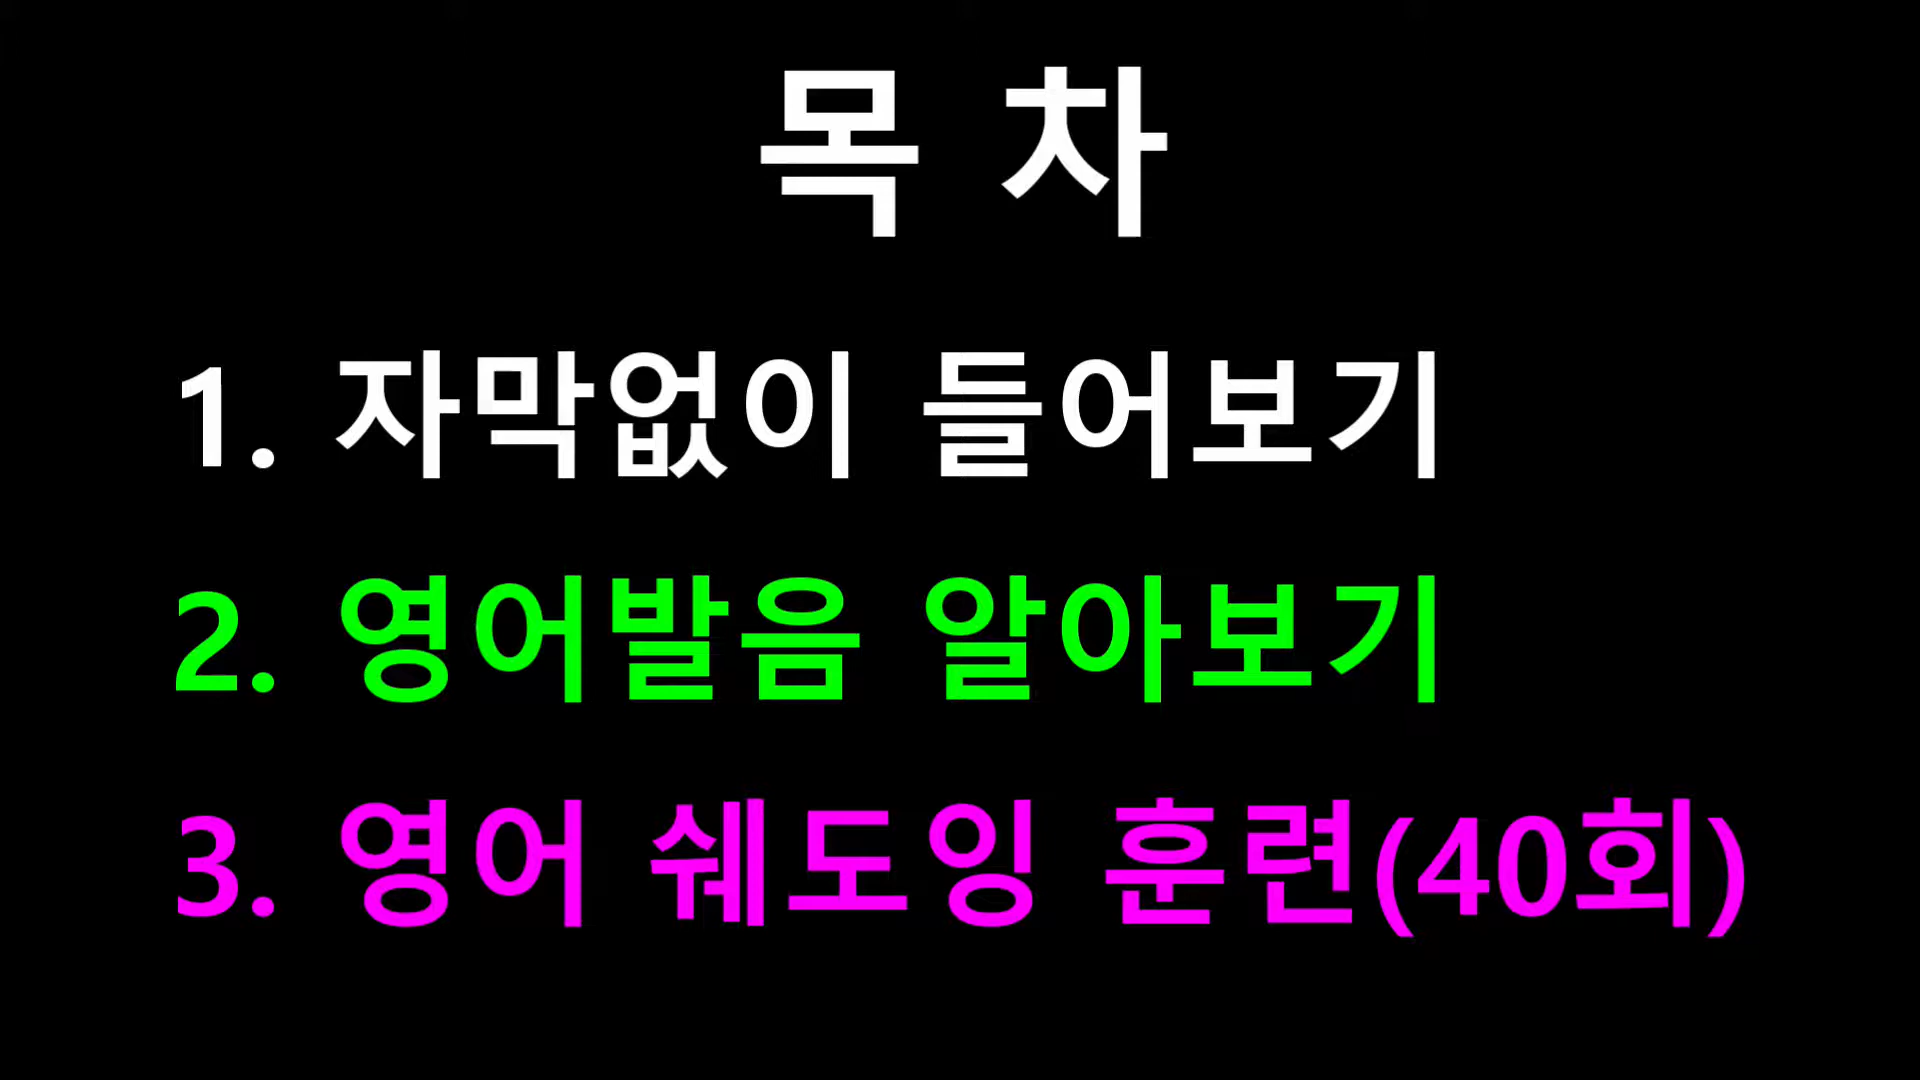 목 차
1. 자막없이 들어보기
2. 영어발음 알아보기
3. 영어 쉐도잉 훈련(40회)